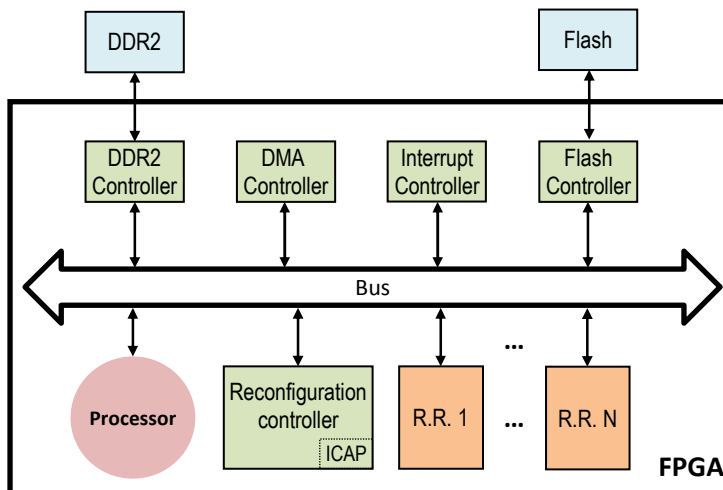 DDR2
Flash
DDR2
Controller
DMA
Controller
Interrupt
Controller
Flash
Controller
Bus
Processor
Reconfiguration
controller
ICAP
R.R. 1
...
...
R.R. N
FPGA